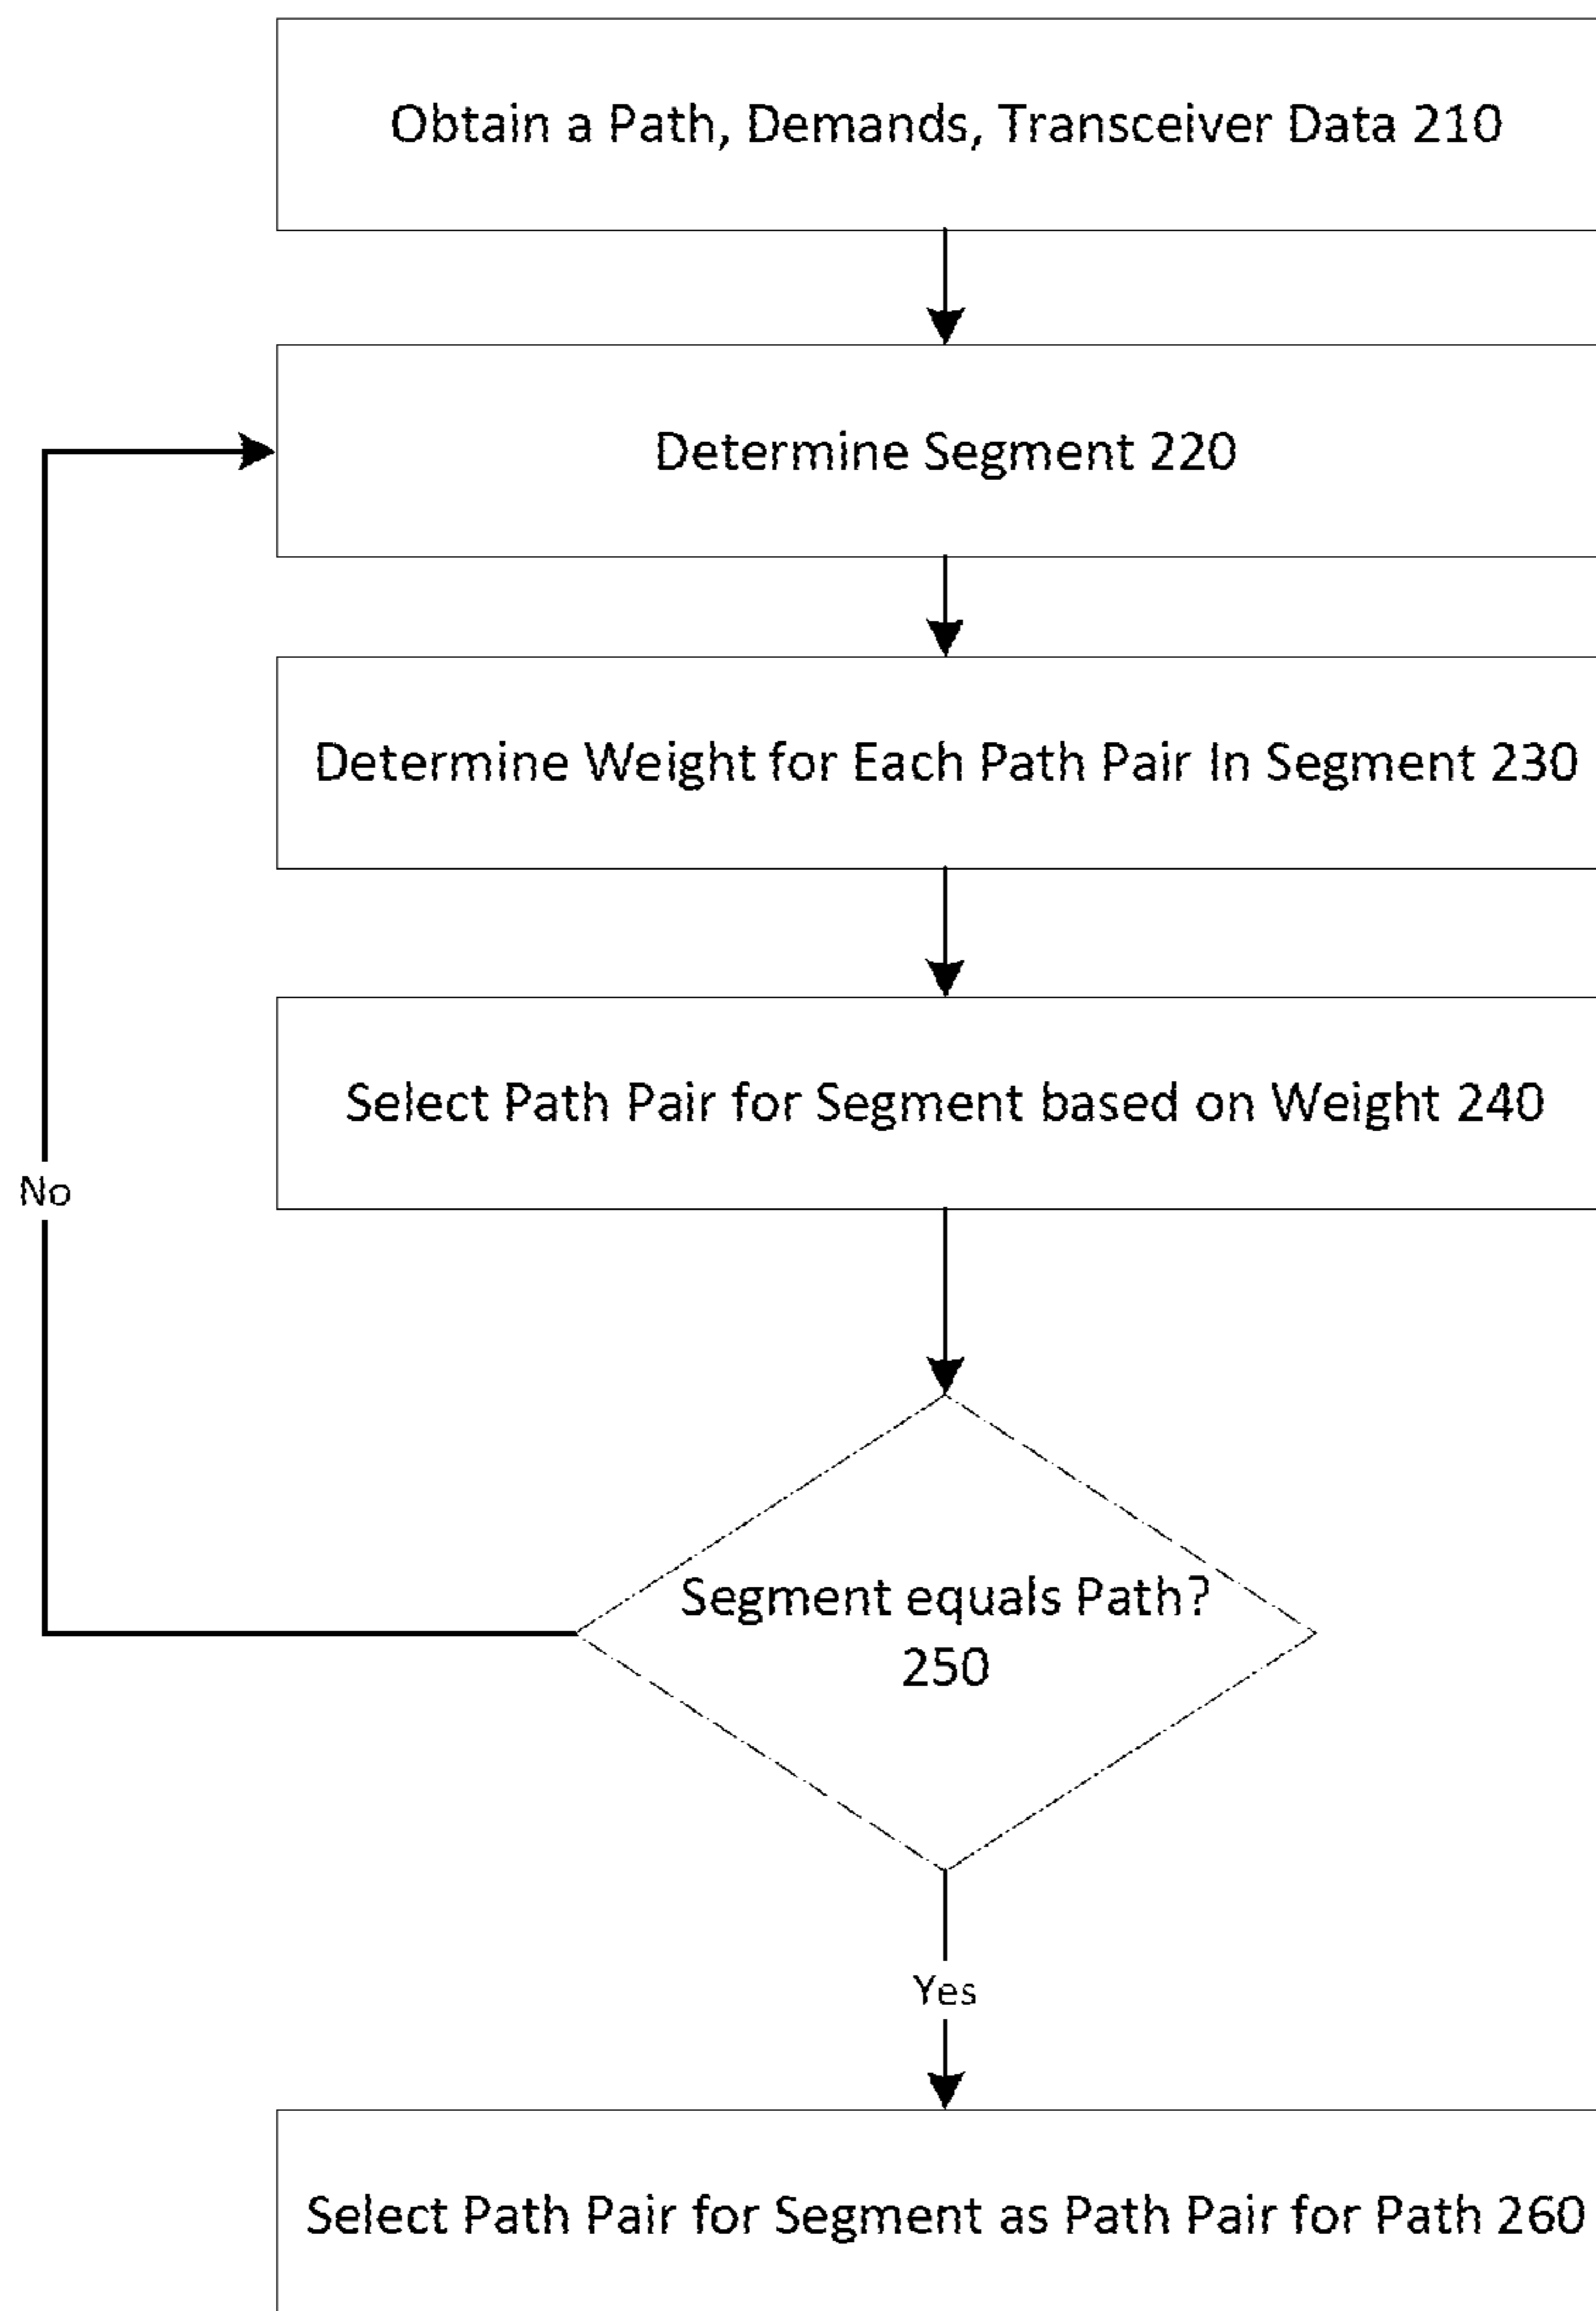 Obtain a Path, Demands, Transceiver Data 210
Determine Segment 220
Determine Weight for Each Path Pair In Segment 230
Select Path Pair for Segment based on Weight 240
No
Segment equals Path?
250
Yes
Select Path Pair for Segment as Path Pair for Path 260